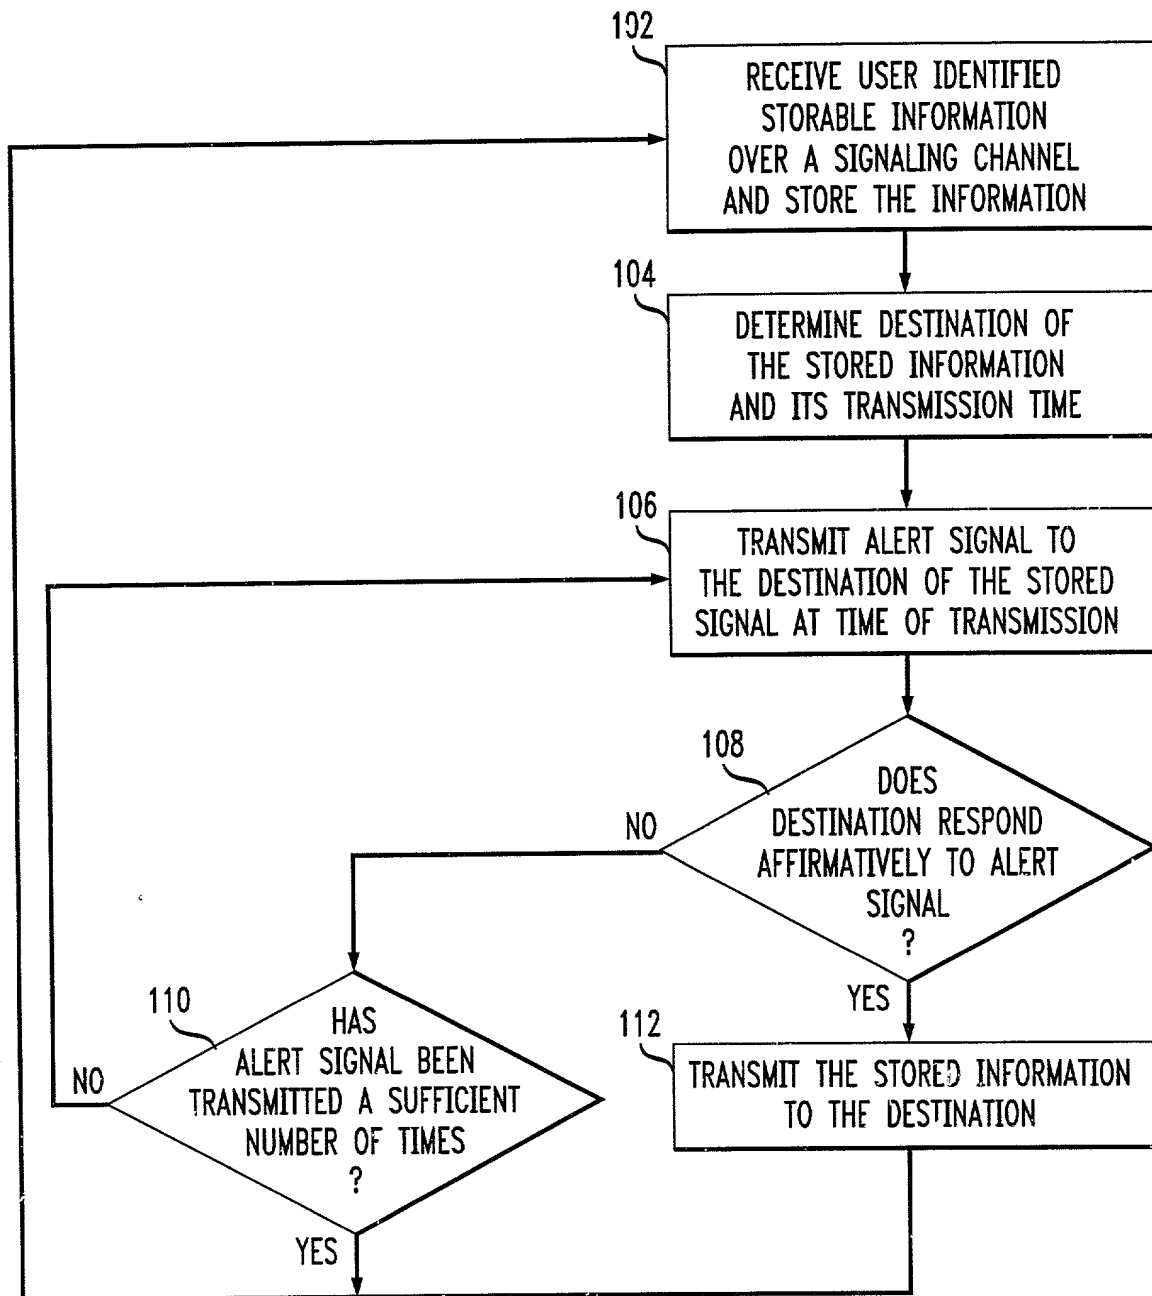 102
RECEIVE USER IDENTIFIED
STORABLE INFORMATION
OVER A SIGNALING CHANNEL
AND STORE THE INFORMATION
104
DETERMINE DESTINATION OF
THE STORED INFORMATION
AND ITS TRANSMISSION TIME
106
TRANSMIT ALERT SIGNAL TO
THE DESTINATION OF THE STORED
SIGNAL AT TIME OF TRANSMISSION
108
DOES
DESTINATION RESPOND
AFFIRMATIVELY TO ALERT
SIGNAL
?
NO
YES
110
HAS
ALERT SIGNAL BEEN
TRANSMITTED A SUFFICIENT
NUMBER OF TIMES
?
NO
YES
112
TRANSMIT THE STORED INFORMATION
TO THE DESTINATION